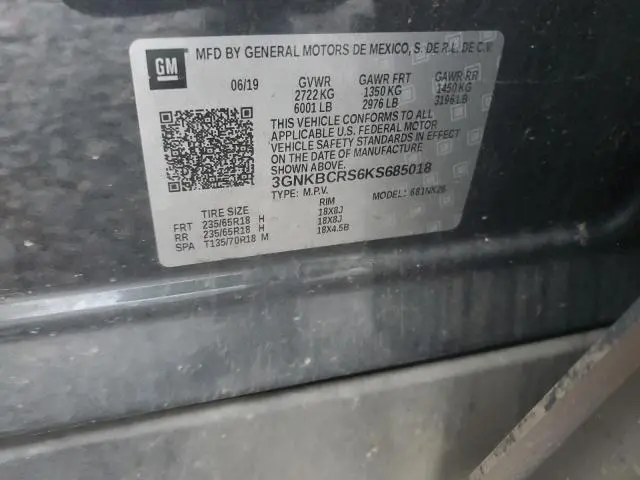 GM
MFD BY GENERAL MOTORS DE MEXICO, S. DE R.L. DE C.V.
06/19 GVWR GAWR FRT GAWR RR
2722 KG 1350 KG 1450 KG
6001 LB 2976 LB 3196 LB
THIS VEHICLE CONFORMS TO ALL
APPLICABLE U.S. FEDERAL MOTOR
VEHICLE SAFETY STANDARDS IN EFFECT
ON THE DATE OF MANUFACTURE
SHOWN ABOVE.
3GNKBCRS6KS685018
TYPE: M.P.V. MODEL: 681NK26
TIRE SIZE RIM
FRT 235/65R18 H 18X8J
RR 235/65R18 H 18X8J
SPA T135/70R18 M 18X4.5B